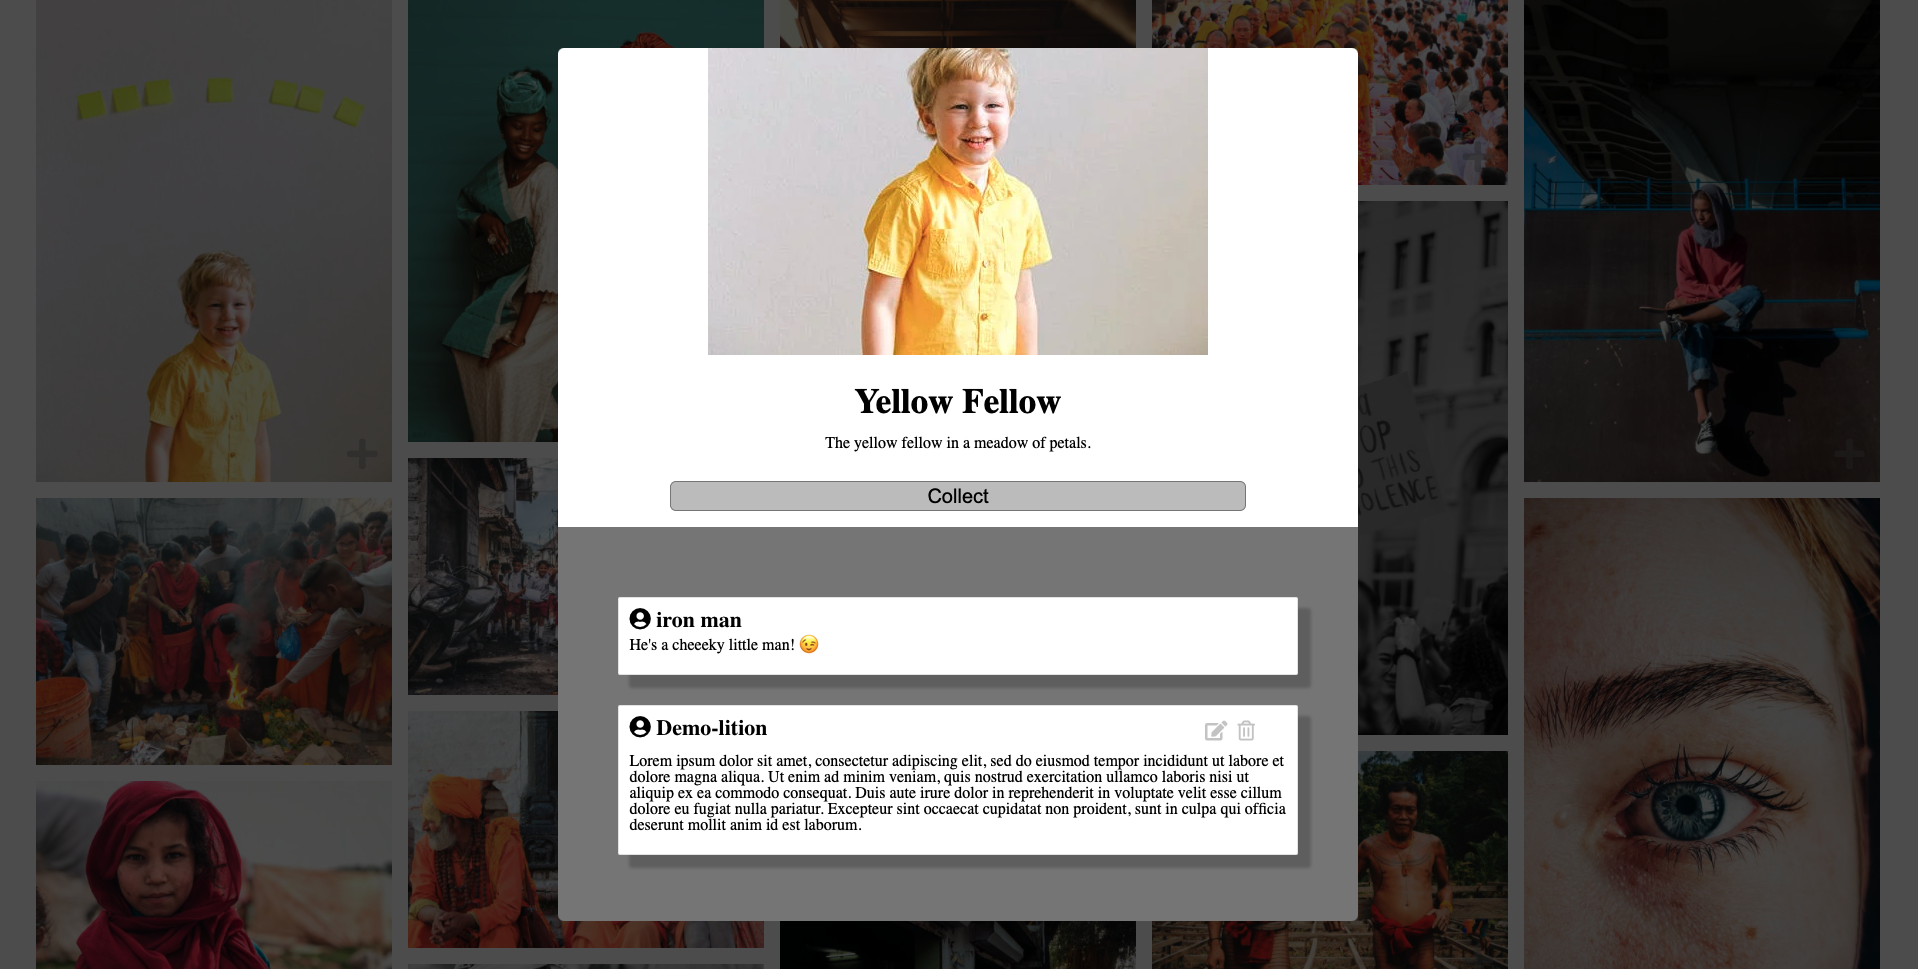 Yellow Fellow
The yellow fellow in a meadow of petals.
Collect
iron man
He's a cheeeky little man! 😉
Demo-lition
Lorem ipsum dolor sit amet, consectetur adipiscing elit, sed do eiusmod tempor incididunt ut labore et
dolore magna aliqua. Ut enim ad minim veniam, quis nostrud exercitation ullamco laboris nisi ut
aliquip ex ea commodo consequat. Duis aute irure dolor in reprehenderit in voluptate velit esse cillum
dolore eu fugiat nulla pariatur. Excepteur sint occaecat cupidatat non proident, sunt in culpa qui officia
deserunt mollit anim id est laborum.
THIS